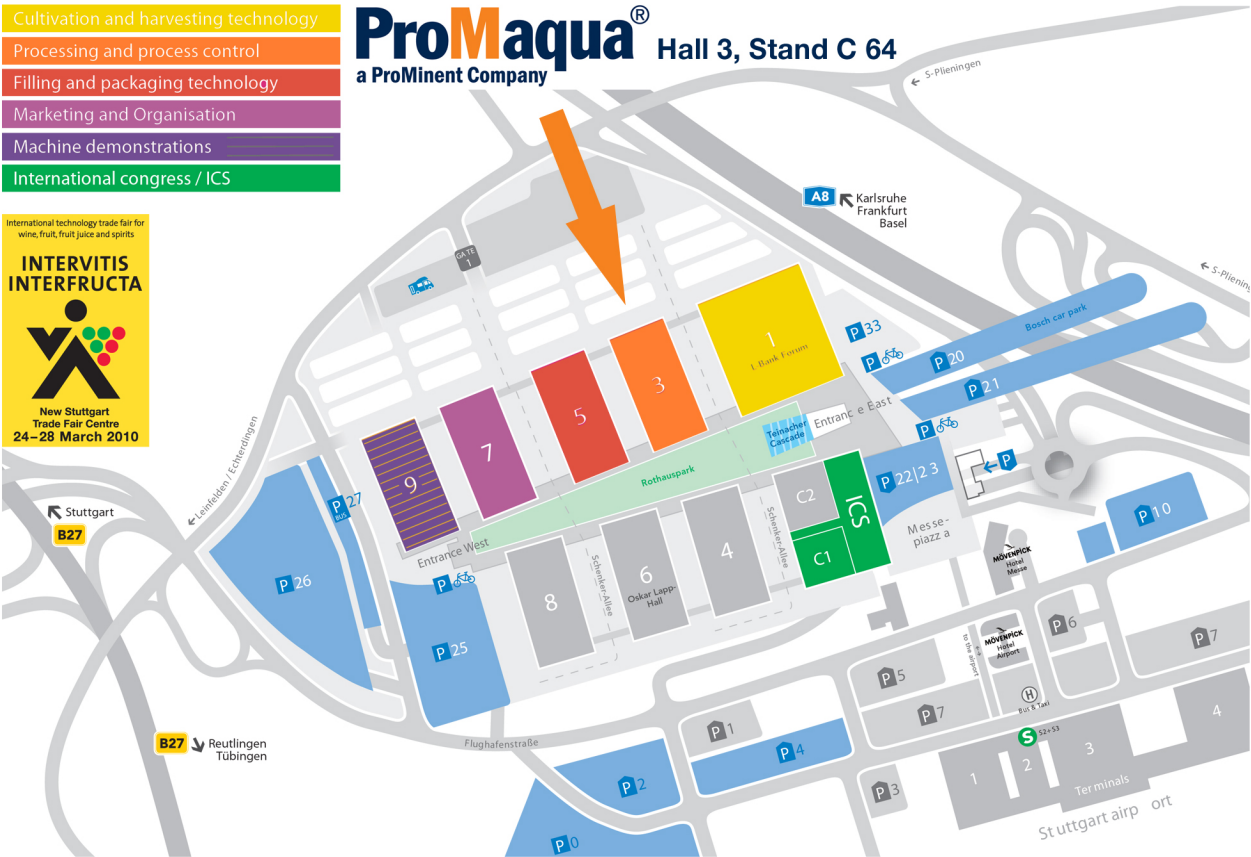 Cultivation and harvesting technology
Processing and process control
Filling and packaging technology
Marketing and Organisation
Machine demonstrations
International congress / ICS
ProMaqua® Hall 3, Stand C 64
a ProMinent Company
International technology trade fair for
wine, fruit, fruit juice and spirits
INTERVITIS
INTERFRUCTA
New Stuttgart
Trade Fair Centre
24–28 March 2010
← S-Plieningen
A8
Karlsruhe
Frankfurt
Basel
← S-Pliening
GATE
1
Bosch car park
P 33
P
P 20
P 21
P
1
L-Bank Forum
3
5
7
9
Entrance East
Teinacher
Cascade
Rothauspark
Entrance West
← Leinfelden / Echterdingen
Stuttgart
B27
P 27
BUS
P 26
P
P 25
8
Schenker-Allee
6
Oskar Lapp-
Hall
4
Schenker-Allee
C2
C1
ICS
P 22|23
P
Messe-
piazza
P 10
MÖVENPICK
Hotel
Messe
MÖVENPICK
Hotel
Airport
to the airport
P 6
P 7
P 5
P 7
H
Bus & Taxi
S
S2+S3
B27
Reutlingen
Tübingen
Flughafenstraße
P 1
P 4
P 2
P 0
P 3
1
2
3
4
Terminals
Stuttgart airport